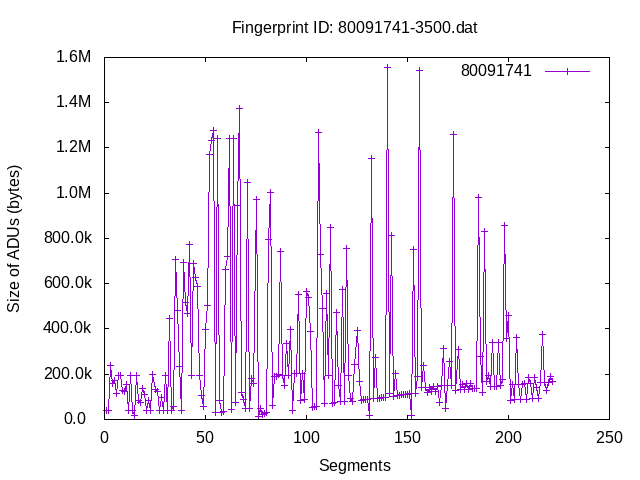 Fingerprint ID: 80091741-3500.dat
1.6M
80091741
1.4M
1.2M
1.0M
800.0k
600.0k
400.0k
200.0k
0.0
Size of ADUs (bytes)
0 50 100 150 200 250
Segments